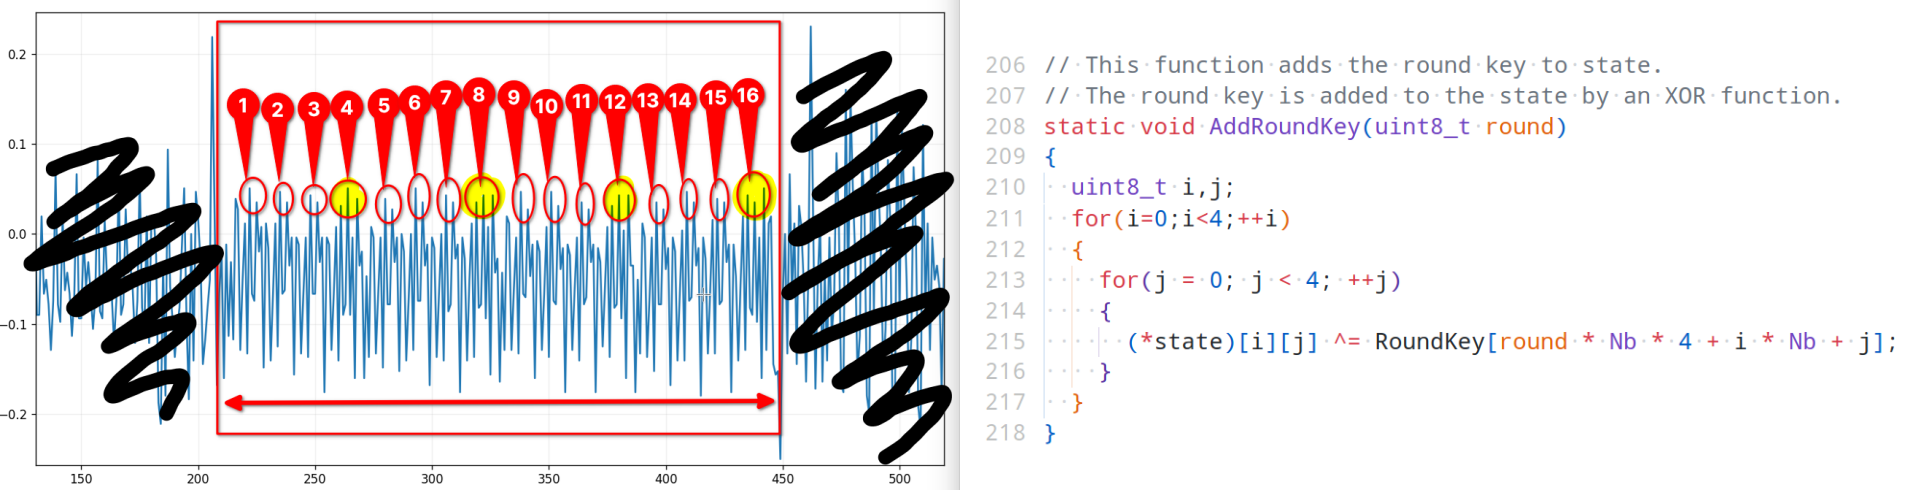 0.2
0.1
0.0
−0.1
−0.2
1 2 3 4 5 6 7 8 9 10 11 12 13 14 15 16
150 200 250 300 350 400 450 500
206 // This function adds the round key to state.
207 // The round key is added to the state by an XOR function.
208 static void AddRoundKey(uint8_t round)
209 {
210 uint8_t i,j;
211 for(i=0;i<4;++i)
212 {
213 for(j = 0; j < 4; ++j)
214 {
215 (*state)[i][j] ^= RoundKey[round * Nb * 4 + i * Nb + j];
216 }
217 }
218 }